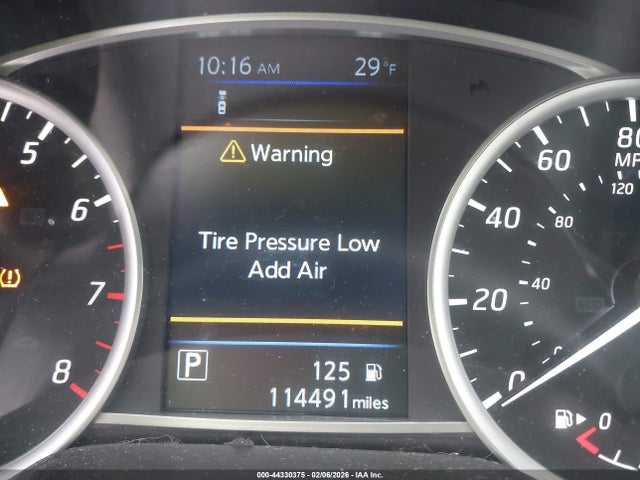 10:16 AM 29°F
Warning
Tire Pressure Low
Add Air
P 125
114491 miles
5
6
7
8
80
MP
60
120
40
80
20
40
0
0
000-44330375 | 02/06/2026 | IAA Inc.